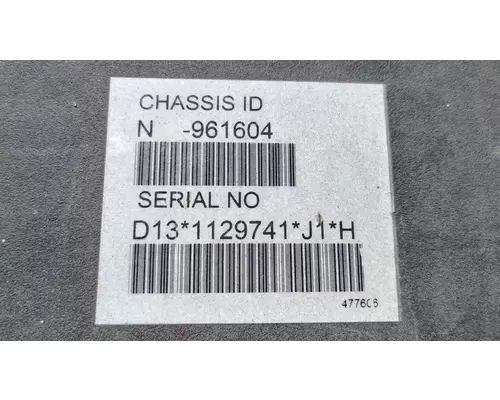 CHASSIS ID
N -961604
SERIAL NO
D13*1129741*J1*H
477606